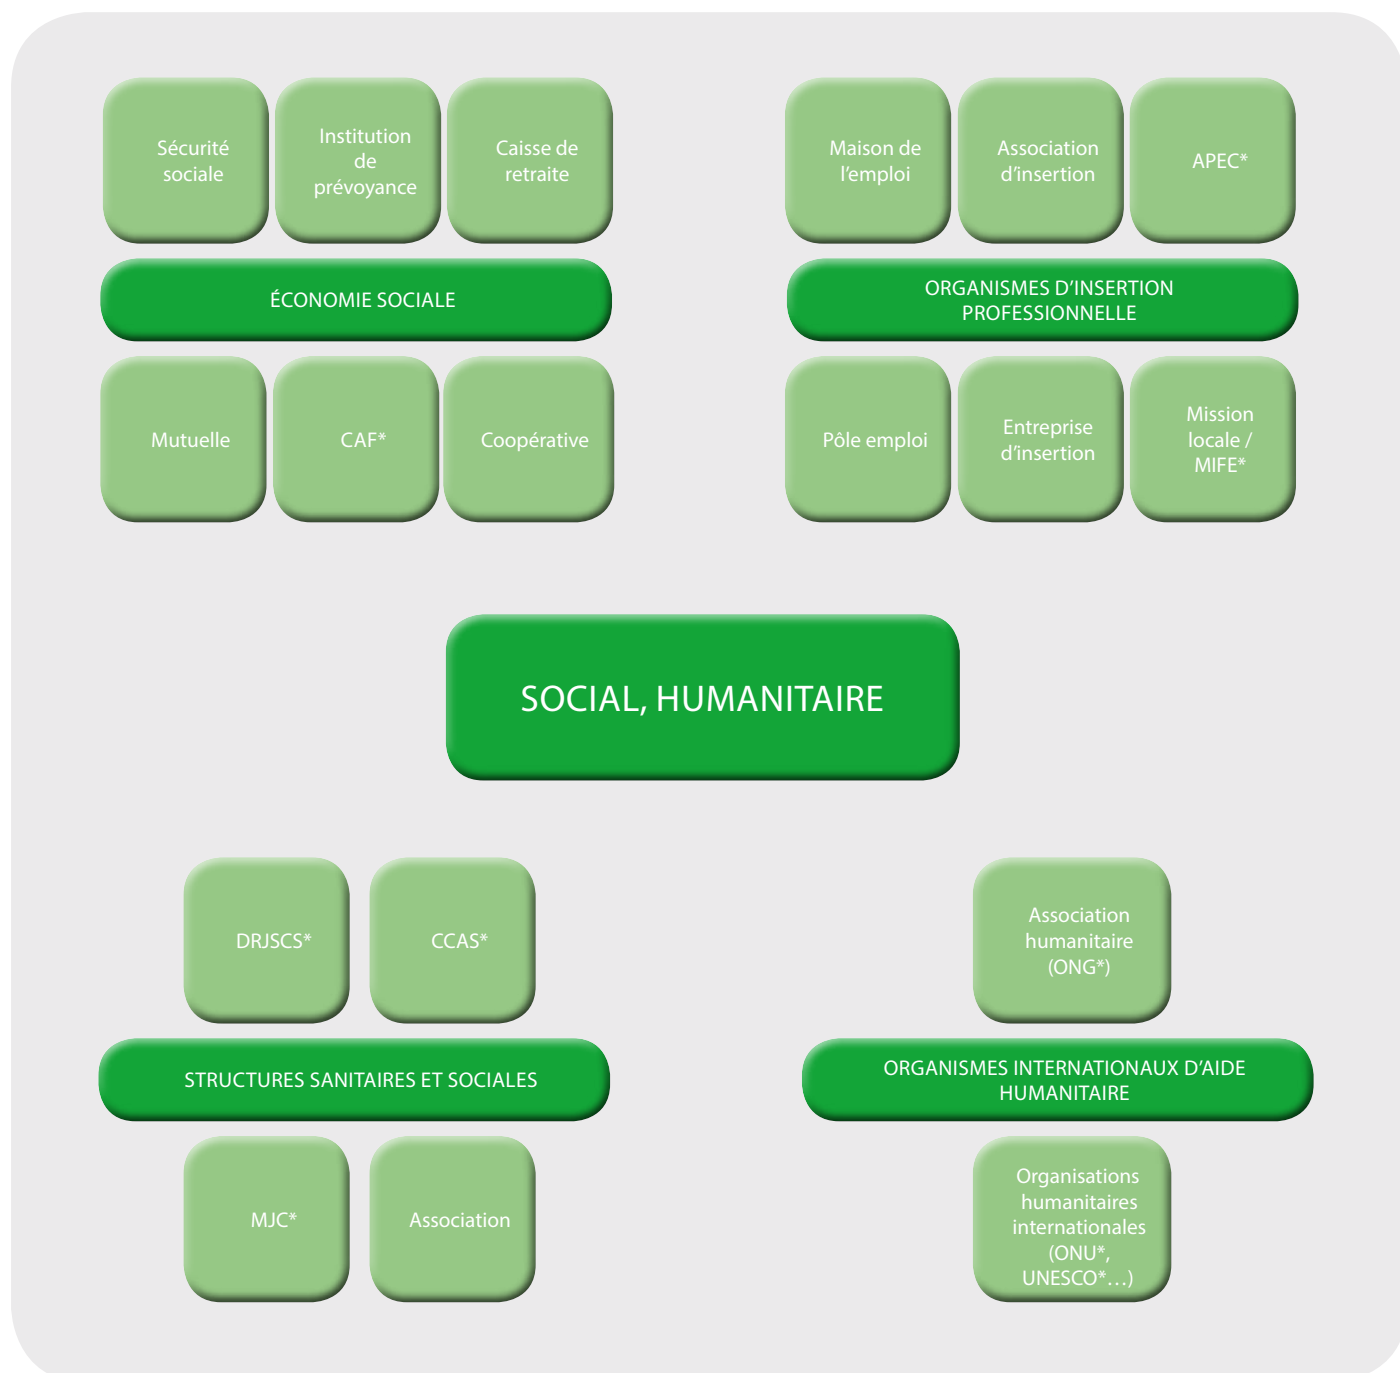 Sécurité
sociale
Institution
de
prévoyance
Caisse de
retraite
ÉCONOMIE SOCIALE
Mutuelle
CAF*
Coopérative
Maison de
l'emploi
Association
d'insertion
APEC*
ORGANISMES D'INSERTION
PROFESSIONNELLE
Pôle emploi
Entreprise
d'insertion
Mission
locale /
MIFE*
SOCIAL, HUMANITAIRE
DRJSCS*
CCAS*
STRUCTURES SANITAIRES ET SOCIALES
MJC*
Association
Association
humanitaire
(ONG*)
ORGANISMES INTERNATIONAUX D'AIDE
HUMANITAIRE
Organisations
humanitaires
internationales
(ONU*,
UNESCO*…)